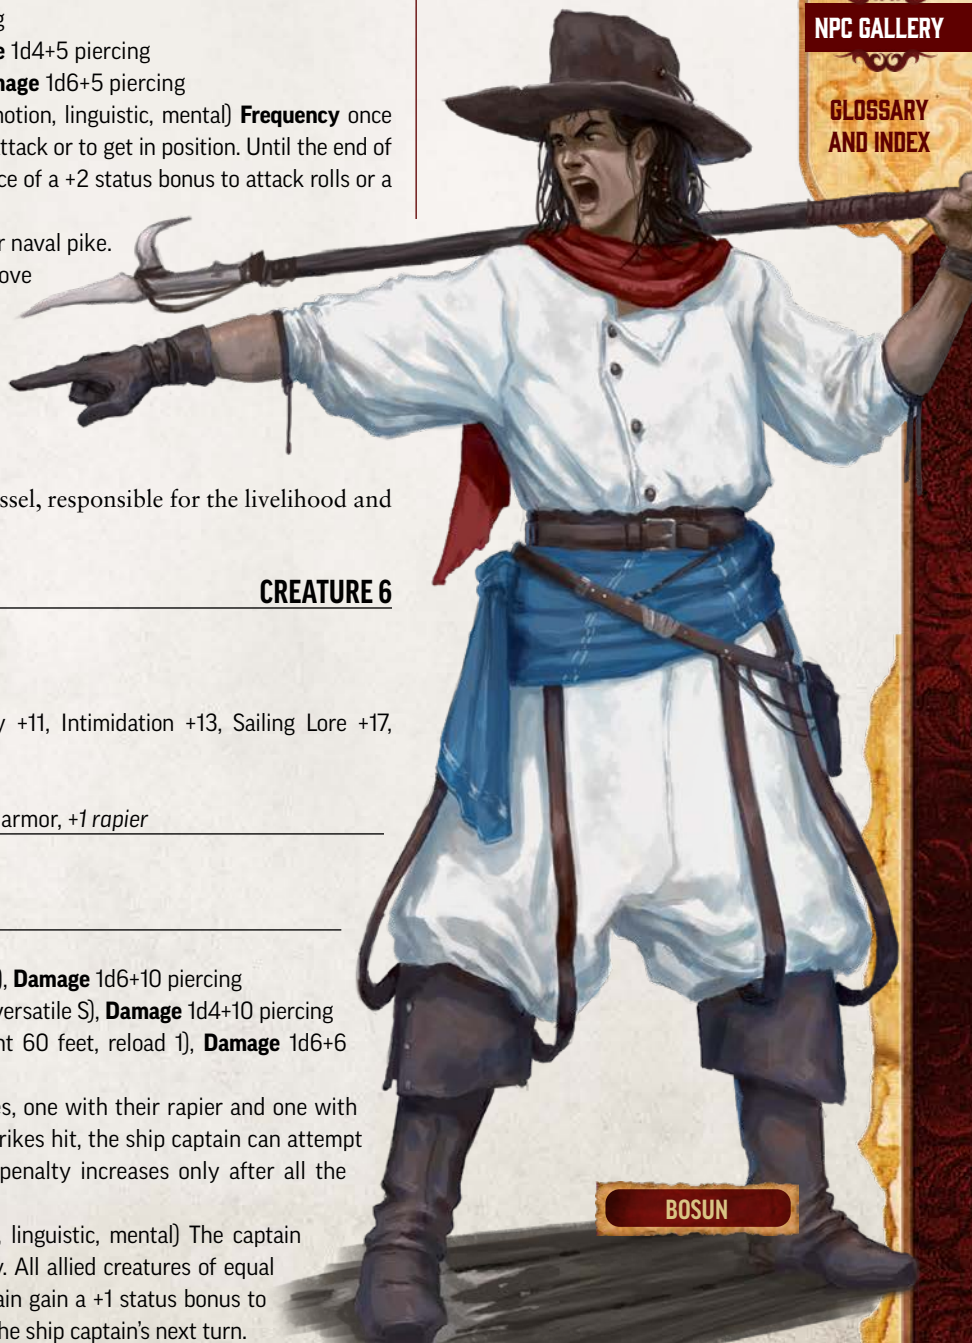 g
e 1d4+5 piercing
mage 1d6+5 piercing
notion, linguistic, mental) Frequency once
ttack or to get in position. Until the end of
ce of a +2 status bonus to attack rolls or a
r naval pike.
ove
ssel, responsible for the livelihood and
CREATURE 6
y +11, Intimidation +13, Sailing Lore +17,
armor, +1 rapier
), Damage 1d6+10 piercing
versatile S), Damage 1d4+10 piercing
nt 60 feet, reload 1), Damage 1d6+6
es, one with their rapier and one with
rikes hit, the ship captain can attempt
penalty increases only after all the
, linguistic, mental) The captain
y. All allied creatures of equal
ain gain a +1 status bonus to
he ship captain's next turn.
NPC GALLERY
GLOSSARY
AND INDEX
BOSUN